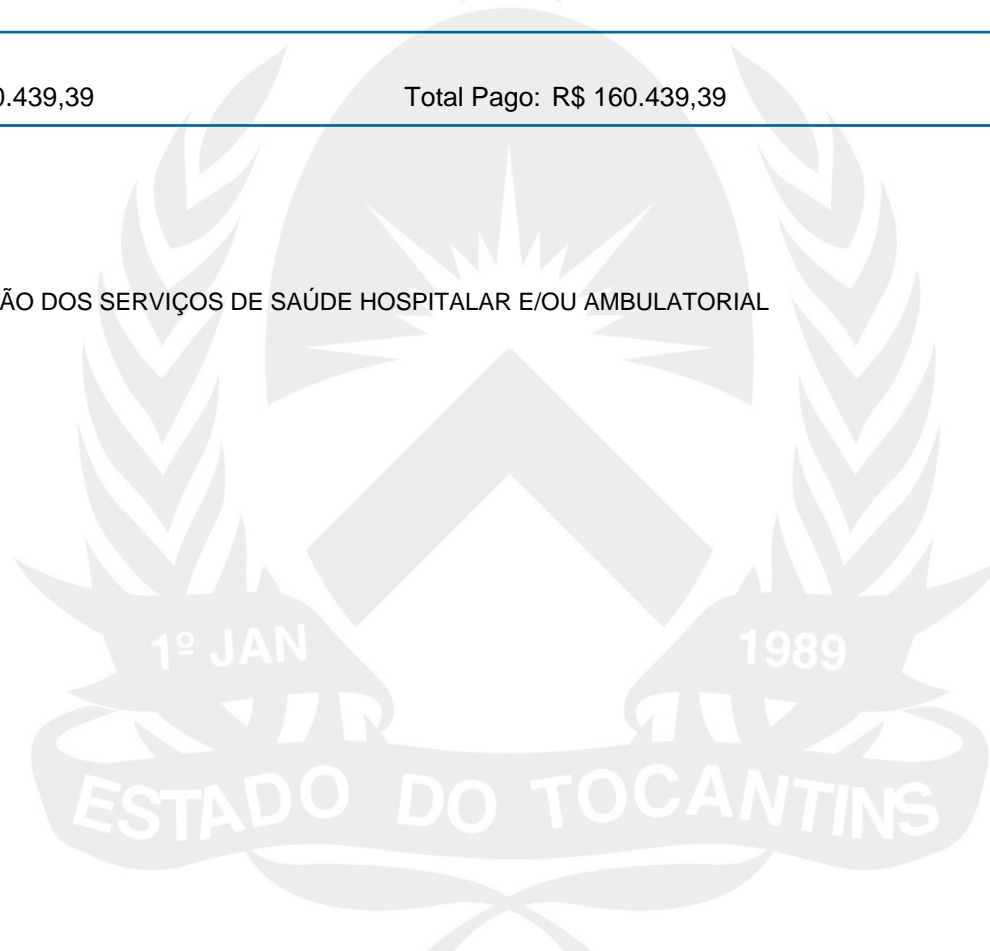 0.439,39 Total Pago: R$ 160.439,39
ÃO DOS SERVIÇOS DE SAÚDE HOSPITALAR E/OU AMBULATORIAL
1º JAN 1989
ESTADO DO TOCANTINS